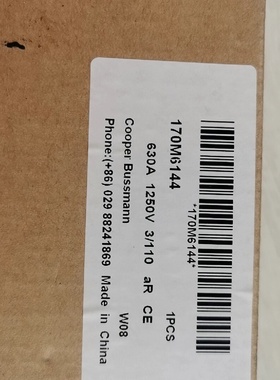 170M6144
*170M6144*
630A 1250V 3/110 aR CE
1PCS
Cooper Bussmann
W08
Phone:(+86) 029 88241869 Made in China